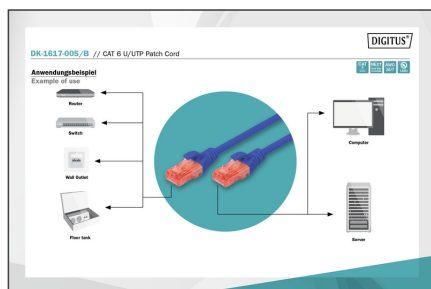 DIGITUS®
DK-1617-005/B // CAT 6 U/UTP Patch Cord
Anwendungsbeispiel
Example of use
Router
Switch
Wall Outlet
Floor tank
Computer
Server